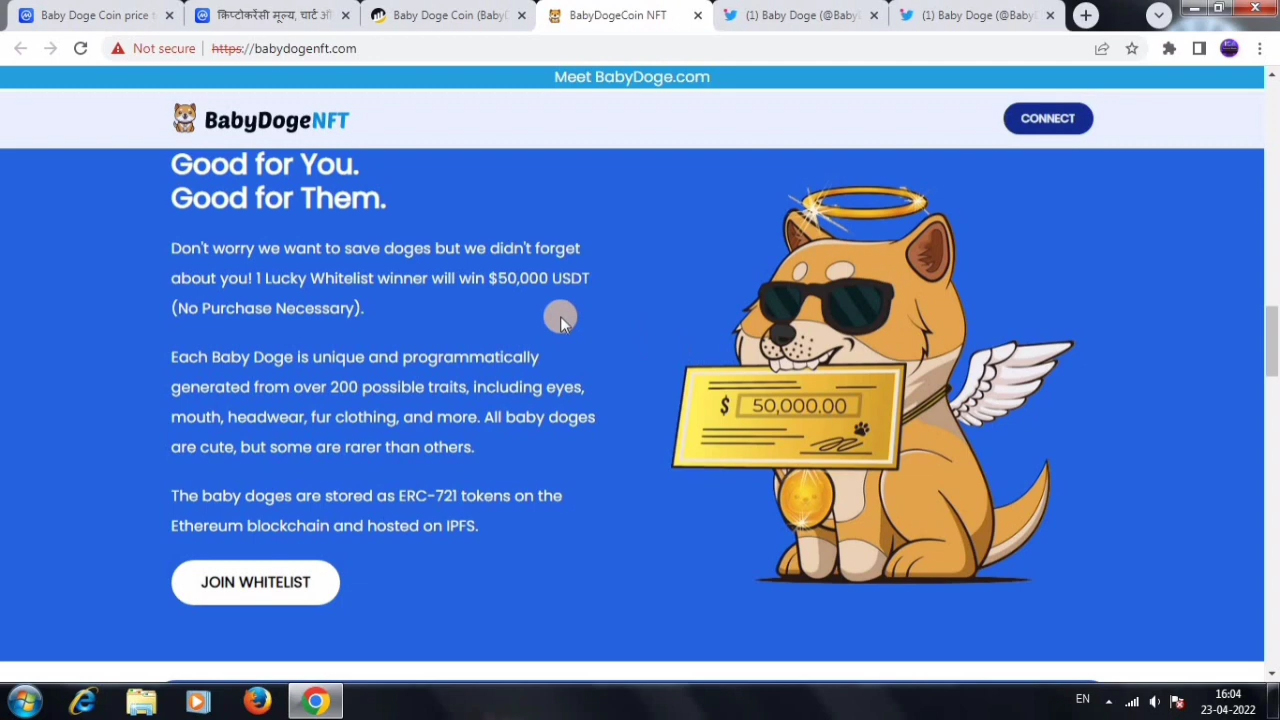 Baby Doge Coin price s
क्रिप्टोकरेंसी मूल्य, चार्ट औ
Baby Doge Coin (BabyD
BabyDogeCoin NFT
(1) Baby Doge (@Baby
(1) Baby Doge (@Baby
Not secure
https://babydogenft.com
Meet BabyDoge.com
BabyDogeNFT
CONNECT
Good for You.
Good for Them.
Don't worry we want to save doges but we didn't forget
about you! 1 Lucky Whitelist winner will win $50,000 USDT
(No Purchase Necessary).
Each Baby Doge is unique and programmatically
generated from over 200 possible traits, including eyes,
mouth, headwear, fur clothing, and more. All baby doges
are cute, but some are rarer than others.
The baby doges are stored as ERC-721 tokens on the
Ethereum blockchain and hosted on IPFS.
JOIN WHITELIST
$ 50,000.00
EN
16:04
23-04-2022